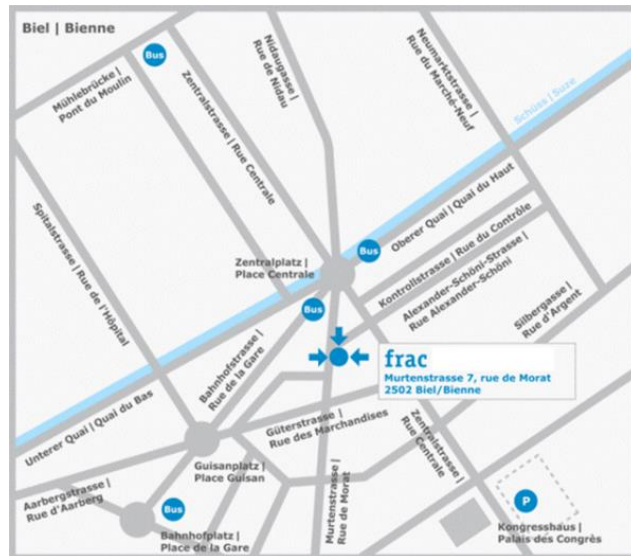 Biel | Bienne
Bus
Mühlebrücke |
Pont du Moulin
Zentralstrasse | Rue Centrale
Nidaugasse |
Rue de Nidau
Neumarktstrasse |
Rue du Marché-Neuf
Schüss | Suze
Spitalstrasse | Rue de l'Hôpital
Zentralplatz |
Place Centrale
Bus
Oberer Quai | Quai du Haut
Kontrollstrasse | Rue du Contrôle
Alexander-Schöni-Strasse |
Rue Alexander-Schöni
Silbergasse |
Rue d'Argent
Bus
Bahnhofstrasse |
Rue de la Gare
frac
Murtenstrasse 7, rue de Morat
2502 Biel/Bienne
Unterer Quai | Quai du Bas
Güterstrasse |
Rue des Marchandises
Zentralstrasse |
Rue Centrale
Murtenstrasse |
Rue de Morat
Guisanplatz |
Place Guisan
Aarbergstrasse |
Rue d'Aarberg
Bus
Bahnhofplatz |
Place de la Gare
P
Kongresshaus |
Palais des Congrès